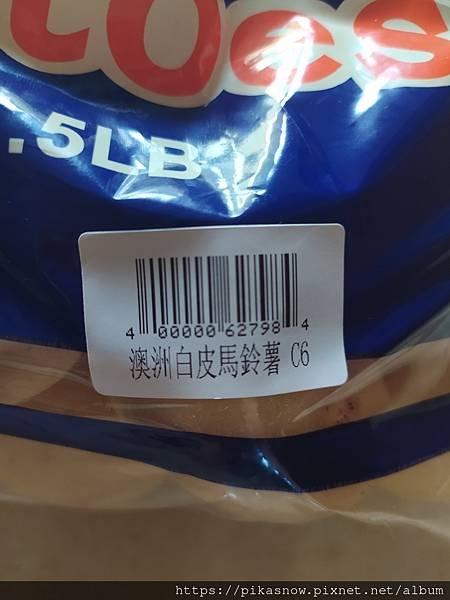 toes
.5LB
4 00000 62798 4
澳洲白皮馬鈴薯 C6
https://pikasnow.pixnet.net/album